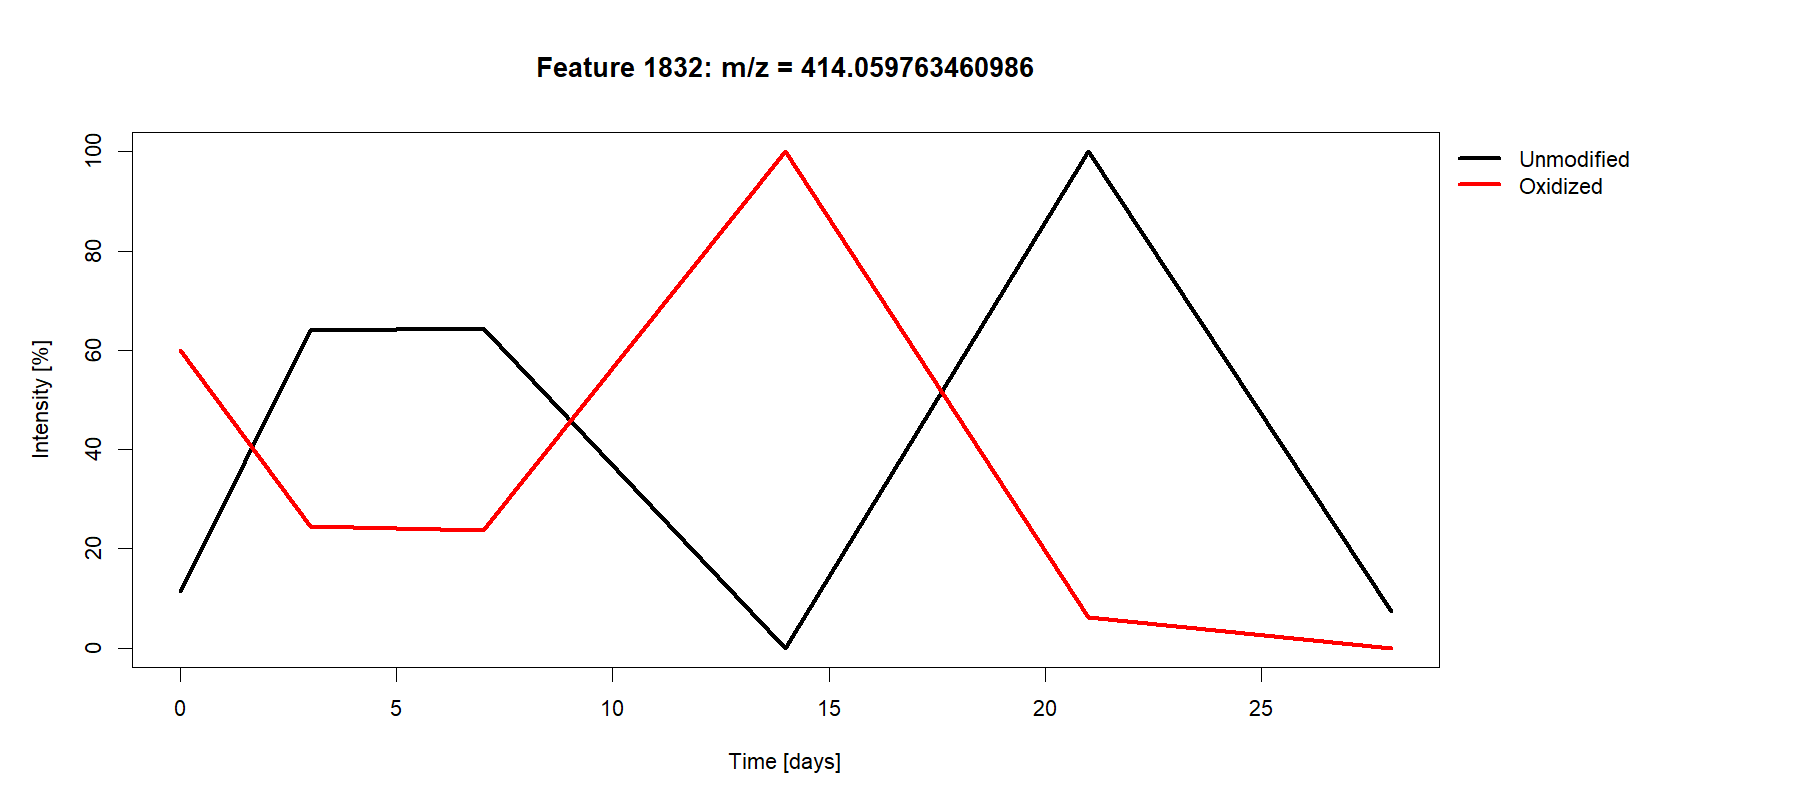 Feature 1832: m/z = 414.059763460986
Unmodified
Oxidized
Intensity [%]
100
80
60
40
20
0
0 5 10 15 20 25
Time [days]